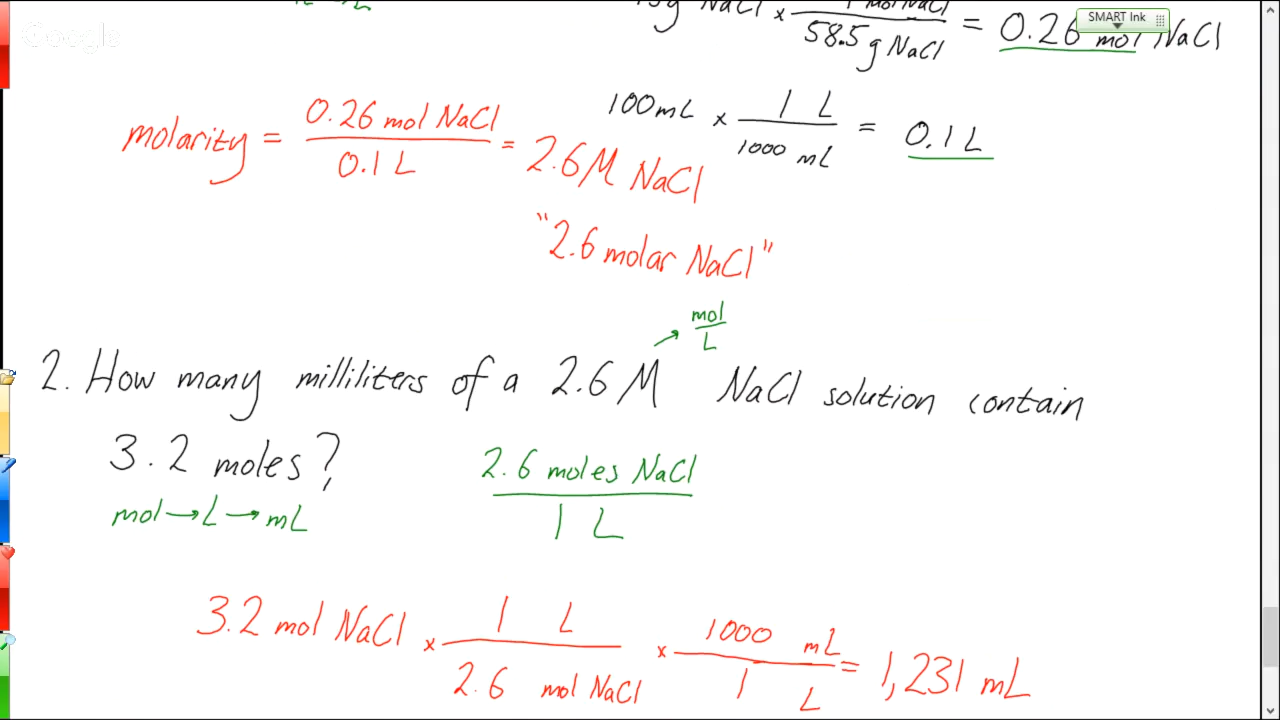 Google
SMART Ink
NaCl × 1 mol NaCl / 58.5 g NaCl = 0.26 mol NaCl
molarity = 0.26 mol NaCl / 0.1 L = 2.6 M NaCl
100 mL × 1 L / 1000 mL = 0.1 L
"2.6 molar NaCl"
mol / L
2. How many milliliters of a 2.6 M NaCl solution contain
3.2 moles?
2.6 moles NaCl / 1 L
mol → L → mL
3.2 mol NaCl × 1 L / 2.6 mol NaCl × 1000 mL / 1 L = 1,231 mL